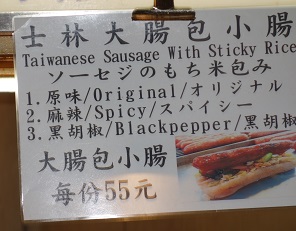 士林大腸包小腸
Taiwanese Sausage With Sticky Rice
ソーセジのもち米包み
1.原味/Original/オリジナル
2.麻辣/Spicy/スパイシー
3.黒胡椒/Blackpepper/黒胡椒
大腸包小腸
每份55元